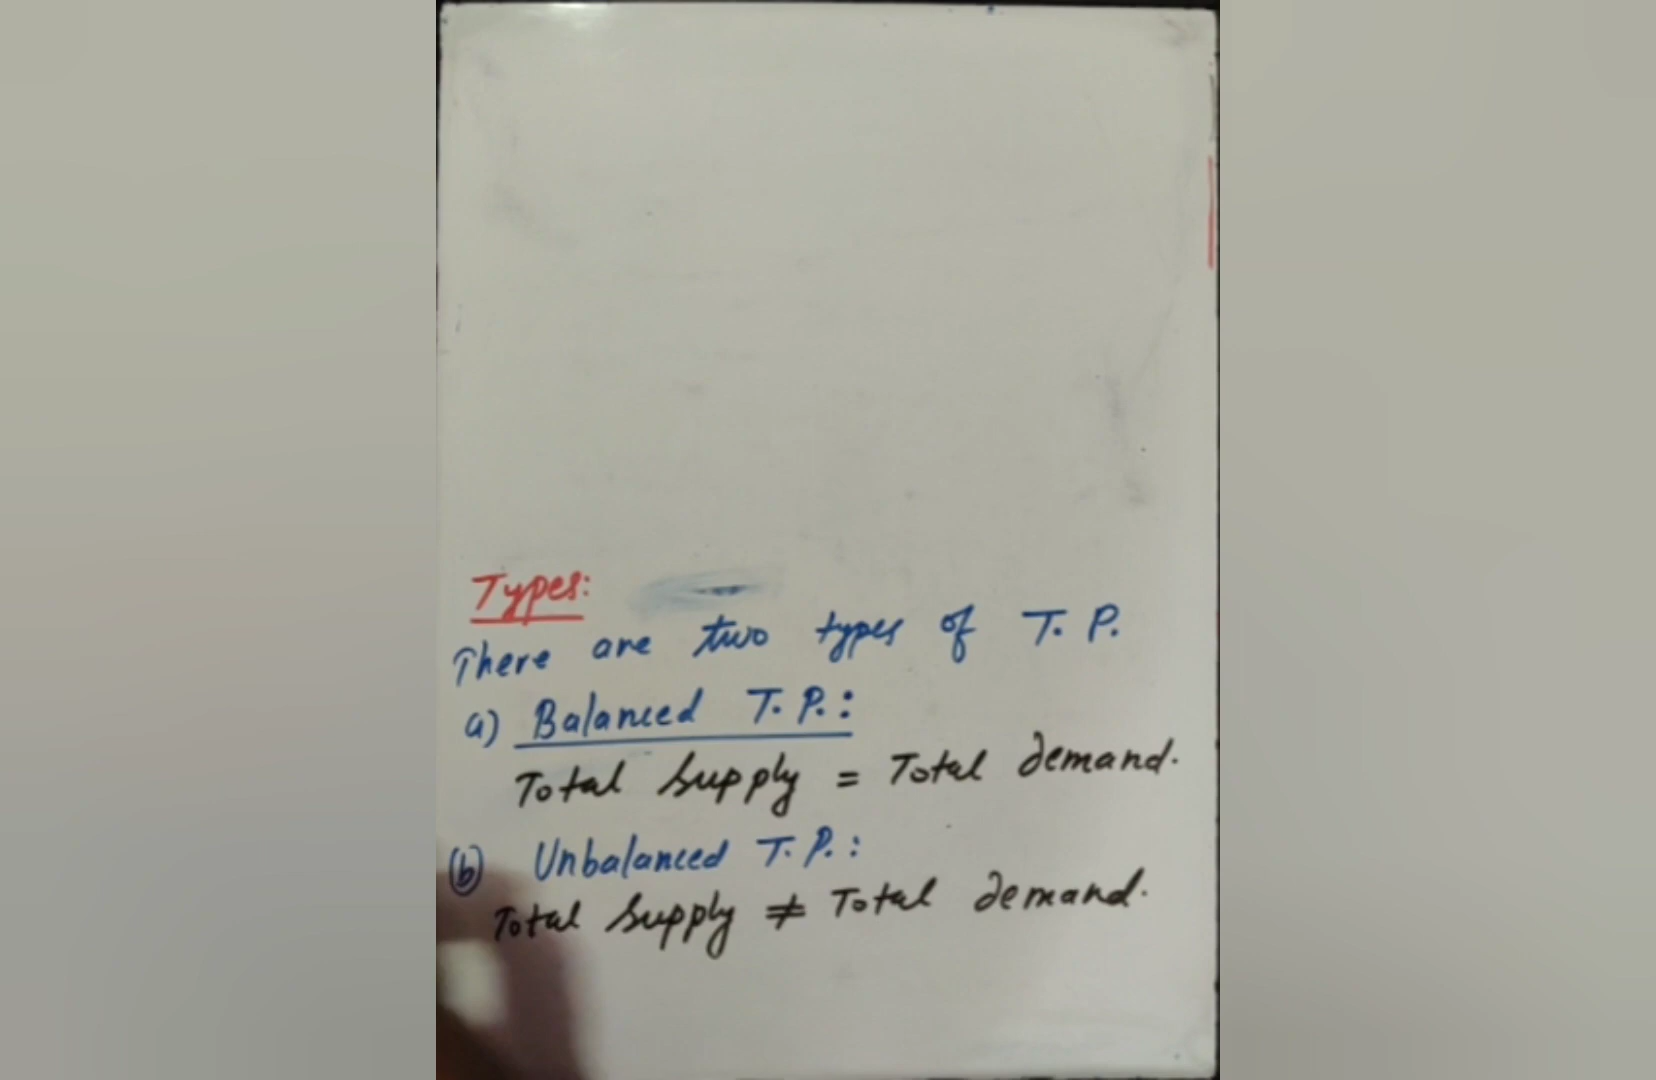 Types:
There are two types of T. P.
a) Balanced T. P. :
Total Supply = Total demand.
(b) Unbalanced T. P. :
Total Supply ≠ Total demand.